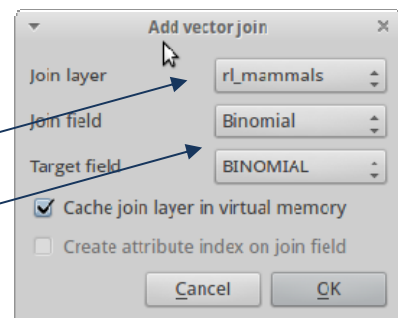 Add vector join
Join layer rl_mammals
Join field Binomial
Target field BINOMIAL
Cache join layer in virtual memory
Create attribute index on join field
Cancel OK